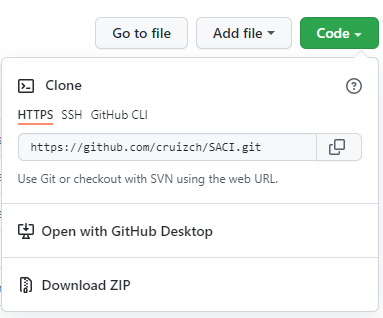 Go to file Add file Code
Clone
HTTPS SSH GitHub CLI
https://github.com/cruizch/SACI.git
Use Git or checkout with SVN using the web URL.
Open with GitHub Desktop
Download ZIP